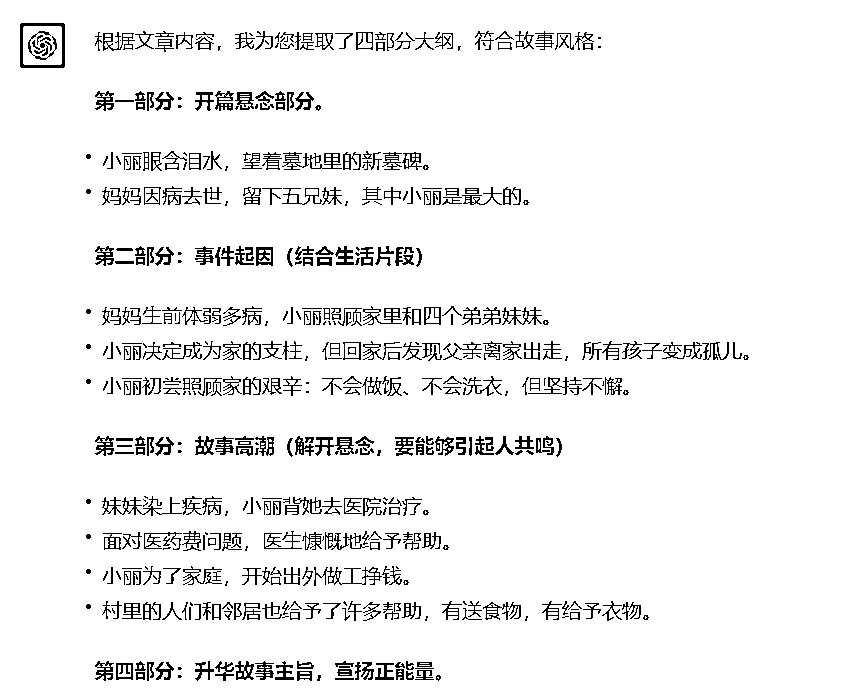 根据文章内容，我为您提取了四部分大纲，符合故事风格：
第一部分：开篇悬念部分。
• 小丽眼含泪水，望着墓地里的新墓碑。
• 妈妈因病去世，留下五兄妹，其中小丽是最大的。
第二部分：事件起因（结合生活片段）
• 妈妈生前体弱多病，小丽照顾家里和四个弟弟妹妹。
• 小丽决定成为家的支柱，但回家后发现父亲离家出走，所有孩子变成孤儿。
• 小丽初尝照顾家的艰辛：不会做饭、不会洗衣，但坚持不懈。
第三部分：故事高潮（解开悬念，要能够引起人共鸣）
• 妹妹染上疾病，小丽背她去医院治疗。
• 面对医药费问题，医生慷慨地给予帮助。
• 小丽为了家庭，开始出外做工挣钱。
• 村里的人们和邻居也给予了许多帮助，有送食物，有给予衣物。
第四部分：升华故事主旨，宣扬正能量。